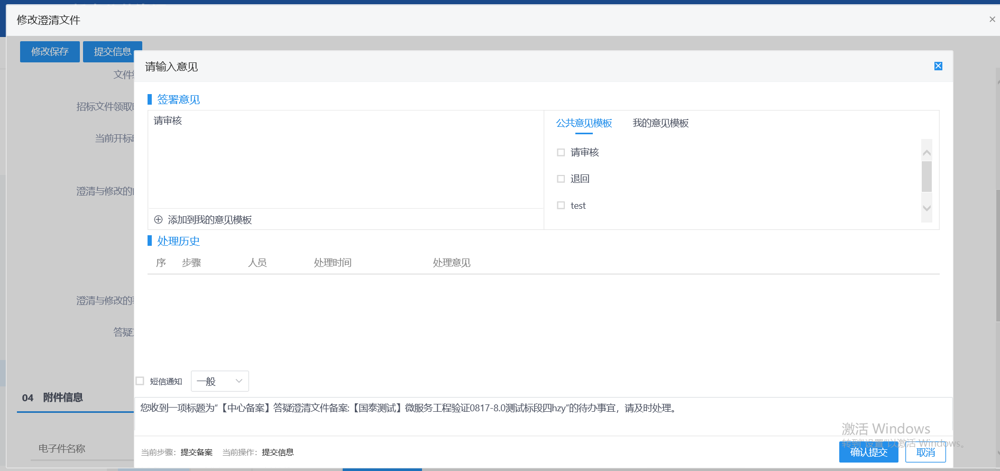 修改澄清文件
修改保存 提交信息
请输入意见
文件
招标文件领取
当前开标
澄清与修改的
澄清与修改的
答疑
签署意见
请审核
添加到我的意见模板
公共意见模板 我的意见模板
请审核
退回
test
处理历史
序 步骤 人员 处理时间 处理意见
短信通知 一般
04 附件信息
您收到一项标题为“【中心备案】答疑澄清文件备案:【国泰测试】微服务工程验证0817-8.0测试标段四hzy”的待办事宜，请及时处理。
电子件名称
当前步骤： 提交备案 当前操作： 提交信息
激活 Windows
转到“设置”以激活 Windows。
确认提交 取消